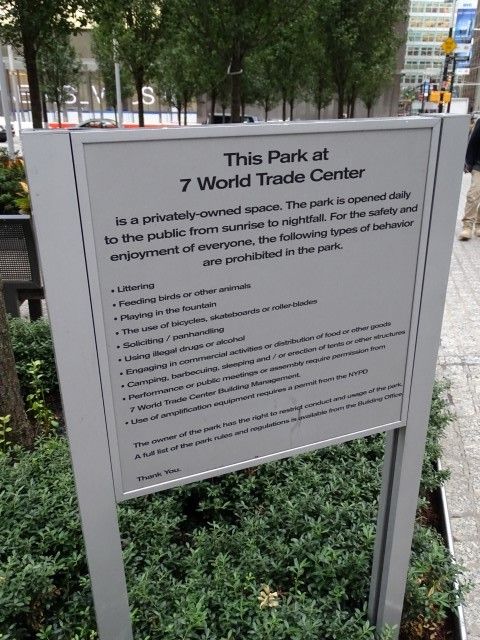 This Park at
7 World Trade Center
is a privately-owned space. The park is opened daily
to the public from sunrise to nightfall. For the safety and
enjoyment of everyone, the following types of behavior
are prohibited in the park.
• Littering
• Feeding birds or other animals
• Playing in the fountain
• The use of bicycles, skateboards or roller-blades
• Soliciting / panhandling
• Using illegal drugs or alcohol
• Engaging in commercial activities or distribution of food or other goods
• Camping, barbecuing, sleeping and / or erection of tents or other structures
• Performance or public meetings or assembly require permission from
7 World Trade Center Building Management.
• Use of amplification equipment requires a permit from the NYPD
The owner of the park has the right to restrict conduct and usage of the park.
A full list of the park rules and regulations is available from the Building Office.
Thank You.